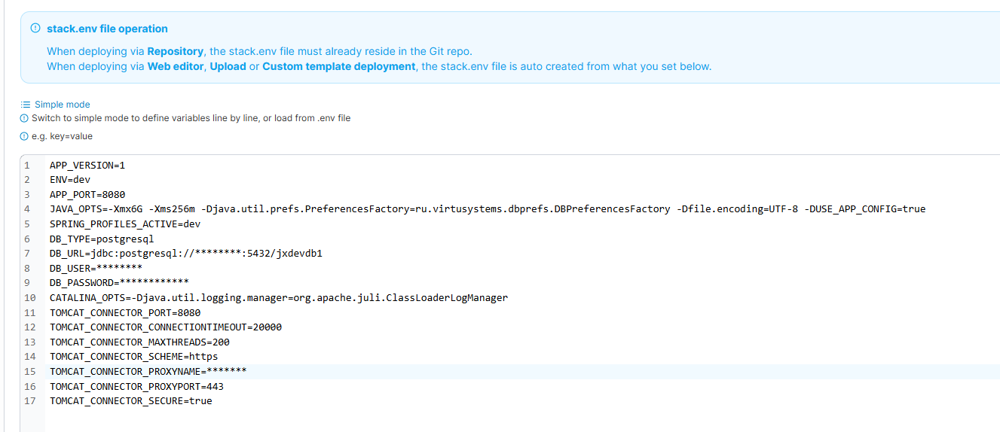 stack.env file operation
When deploying via Repository, the stack.env file must already reside in the Git repo.
When deploying via Web editor, Upload or Custom template deployment, the stack.env file is auto created from what you set below.
Simple mode
Switch to simple mode to define variables line by line, or load from .env file
e.g. key=value
1 APP_VERSION=1
2 ENV=dev
3 APP_PORT=8080
4 JAVA_OPTS=-Xmx6G -Xms256m -Djava.util.prefs.PreferencesFactory=ru.virtusystems.dbprefs.DBPreferencesFactory -Dfile.encoding=UTF-8 -DUSE_APP_CONFIG=true
5 SPRING_PROFILES_ACTIVE=dev
6 DB_TYPE=postgresql
7 DB_URL=jdbc:postgresql://********:5432/jxdevdb1
8 DB_USER=********
9 DB_PASSWORD=************
10 CATALINA_OPTS=-Djava.util.logging.manager=org.apache.juli.ClassLoaderLogManager
11 TOMCAT_CONNECTOR_PORT=8080
12 TOMCAT_CONNECTOR_CONNECTIONTIMEOUT=20000
13 TOMCAT_CONNECTOR_MAXTHREADS=200
14 TOMCAT_CONNECTOR_SCHEME=https
15 TOMCAT_CONNECTOR_PROXYNAME=*******
16 TOMCAT_CONNECTOR_PROXYPORT=443
17 TOMCAT_CONNECTOR_SECURE=true